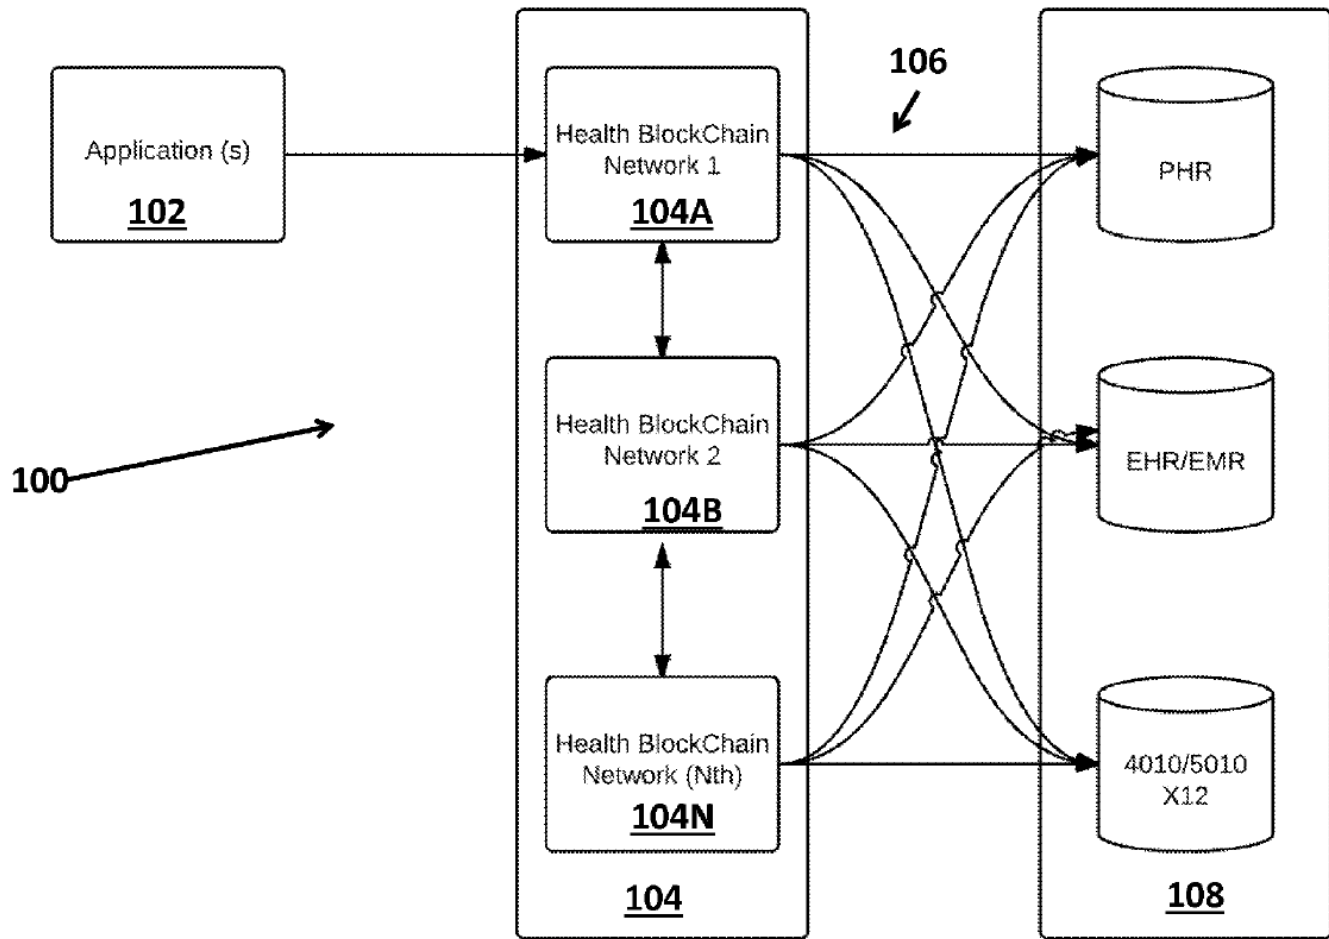 106
Application (s)
102
Health BlockChain
Network 1
104A
PHR
Health BlockChain
Network 2
104B
EHR/EMR
100
Health BlockChain
Network (Nth)
104N
4010/5010
X12
104
108